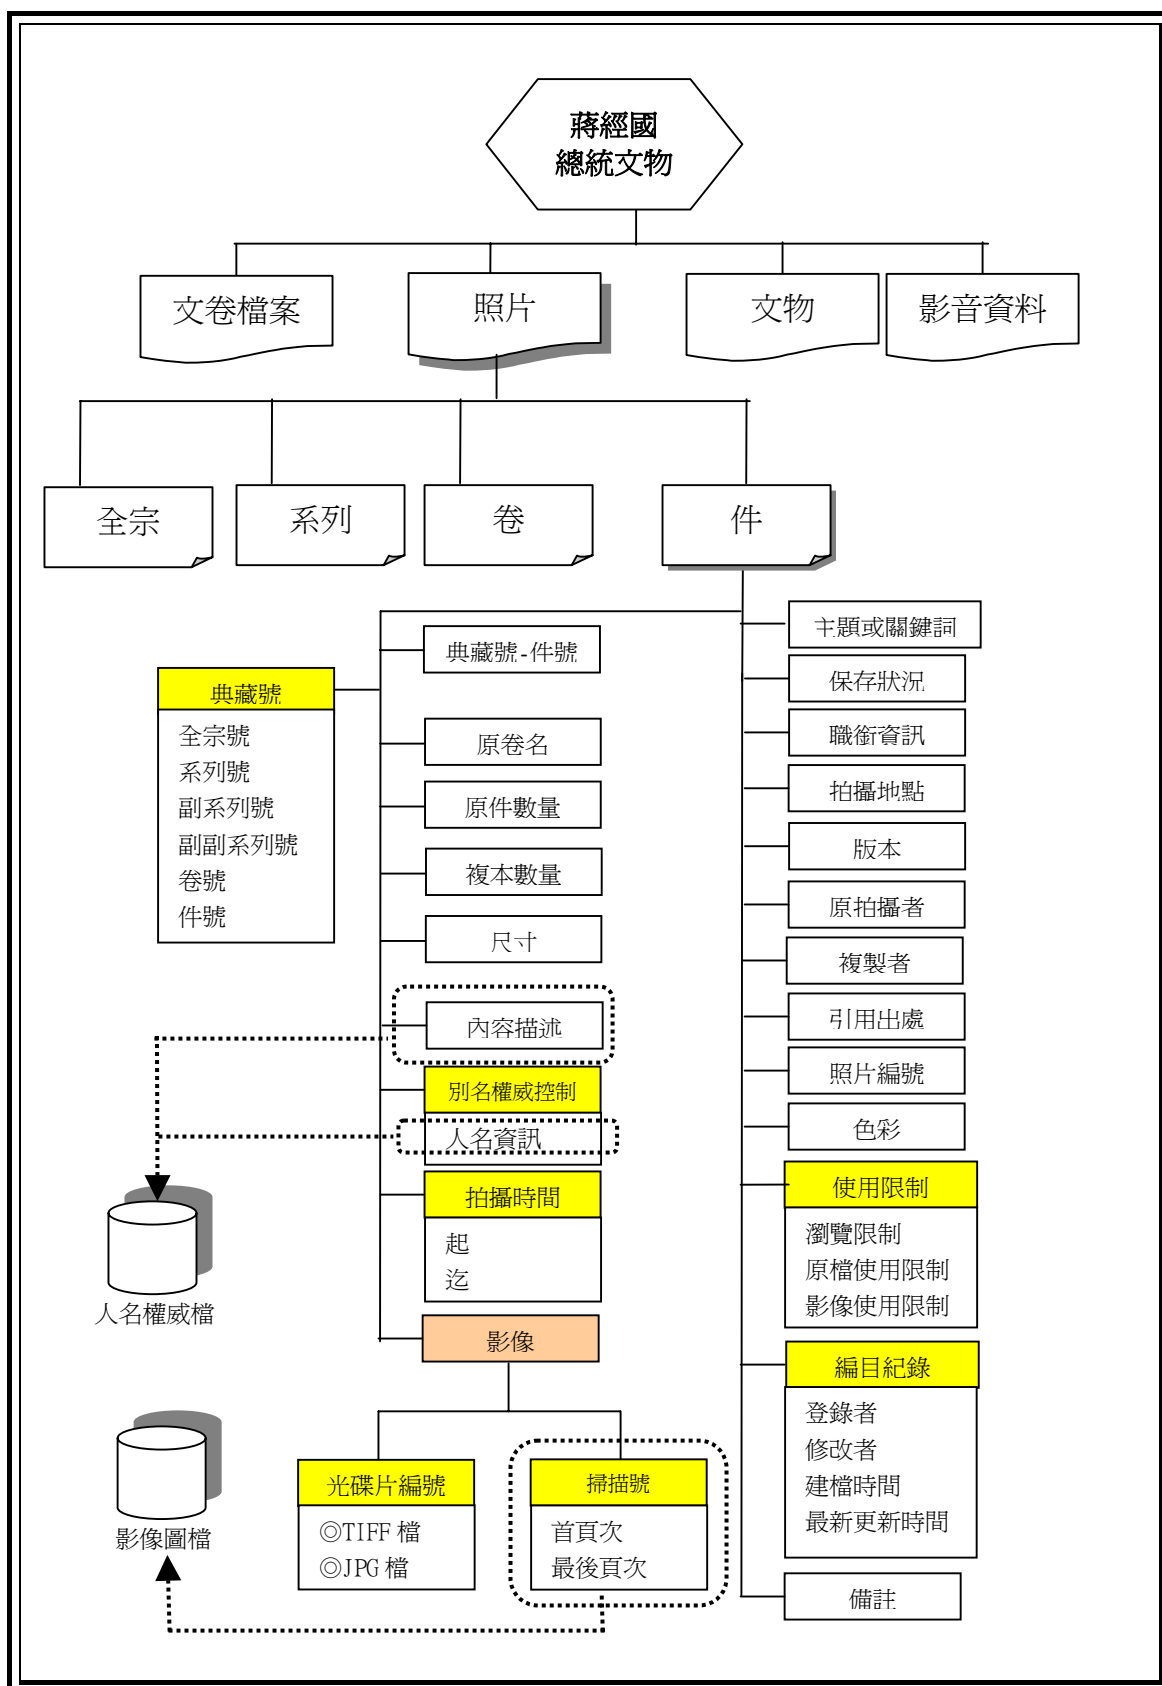 蔣經國
總統文物
文卷檔案
照片
文物
影音資料
全宗
系列
卷
件
典藏號
全宗號
系列號
副系列號
副副系列號
卷號
件號
典藏號-件號
原卷名
原件數量
複本數量
尺寸
內容描述
別名權威控制
人名資訊
拍攝時間
起
迄
影像
光碟片編號
◎TIFF 檔
◎JPG 檔
掃描號
首頁次
最後頁次
人名權威檔
影像圖檔
主題或關鍵詞
保存狀況
職銜資訊
拍攝地點
版本
原拍攝者
複製者
引用出處
照片編號
色彩
使用限制
瀏覽限制
原檔使用限制
影像使用限制
編目紀錄
登錄者
修改者
建檔時間
最新更新時間
備註